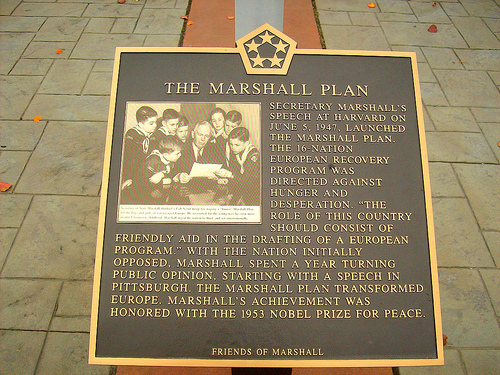 THE MARSHALL PLAN
SECRETARY MARSHALL'S
SPEECH AT HARVARD ON
JUNE 5, 1947, LAUNCHED
THE MARSHALL PLAN.
THE 16-NATION
EUROPEAN RECOVERY
PROGRAM WAS
DIRECTED AGAINST
HUNGER AND
DESPERATION. "THE
ROLE OF THIS COUNTRY
SHOULD CONSIST OF
FRIENDLY AID IN THE DRAFTING OF A EUROPEAN
PROGRAM." WITH THE NATION INITIALLY
OPPOSED, MARSHALL SPENT A YEAR TURNING
PUBLIC OPINION, STARTING WITH A SPEECH IN
PITTSBURGH. THE MARSHALL PLAN TRANSFORMED
EUROPE. MARSHALL'S ACHIEVEMENT WAS
HONORED WITH THE 1953 NOBEL PRIZE FOR PEACE.
FRIENDS OF MARSHALL